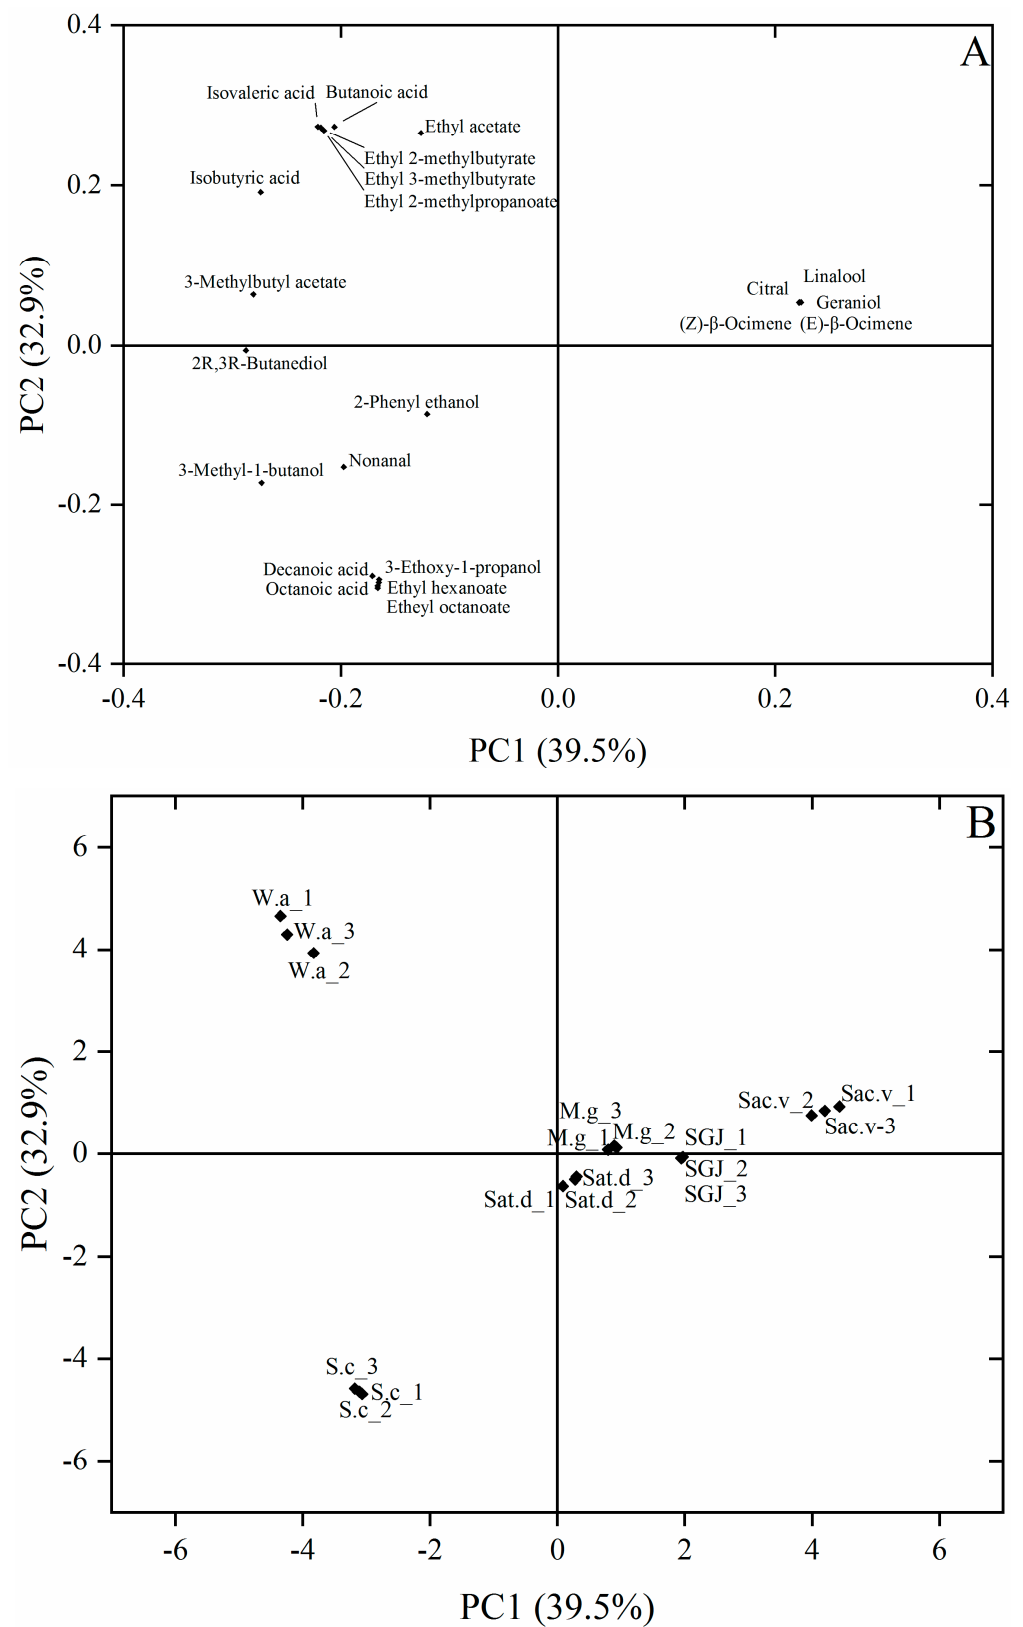 0.4
A
Isovaleric acid Butanoic acid
Ethyl acetate
Ethyl 2-methylbutyrate
Ethyl 3-methylbutyrate
Isobutyric acid
0.2
Ethyl 2-methylpropanoate
Linalool
3-Methylbutyl acetate
Citral
Geraniol
(Z)-β-Ocimene (E)-β-Ocimene
0.0
2R,3R-Butanediol
2-Phenyl ethanol
Nonanal
3-Methyl-1-butanol
-0.2
Decanoic acid 3-Ethoxy-1-propanol
Octanoic acid Ethyl hexanoate
Etheyl octanoate
-0.4
PC2 (32.9%)
-0.4 -0.2 0.0 0.2 0.4
PC1 (39.5%)
B
6
W.a_1
W.a_3
4
W.a_2
2
Sac.v_2 Sac.v_1
M.g_3
Sac.v-3
M.g_1 M.g_2 SGJ_1
0
SGJ_2
Sat.d_3
SGJ_3
Sat.d_1 Sat.d_2
-2
-4
S.c_3
S.c_1
S.c_2
-6
PC2 (32.9%)
-6 -4 -2 0 2 4 6
PC1 (39.5%)